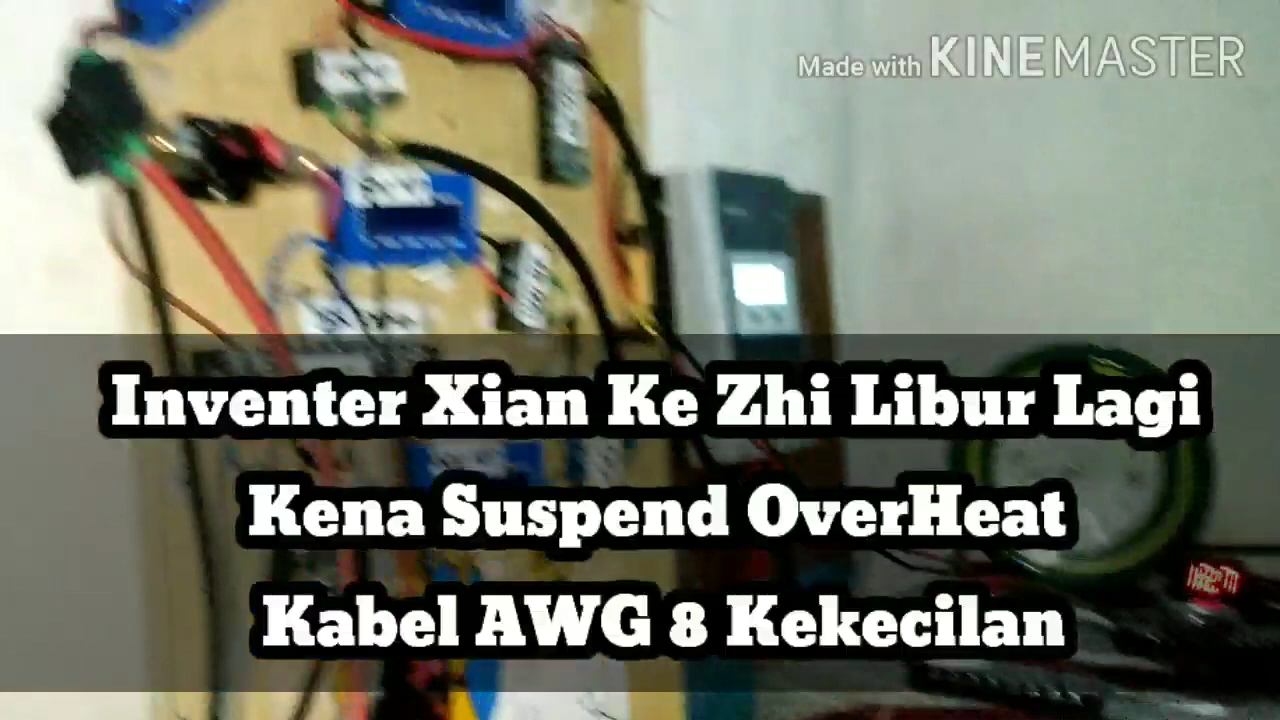 Made with KINEMASTER
Inventer Xian Ke Zhi Libur Lagi
Kena Suspend OverHeat
Kabel AWG 8 Kekecilan